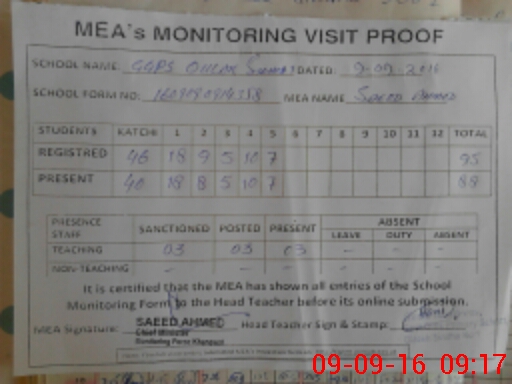 MEA's MONITORING VISIT PROOF
SCHOOL NAME: GGPS DATED: 9-09-2016
SCHOOL FORM NO: MEA NAME Saeed Ahmed
STUDENTS KATCHI 1 2 3 4 5 6 7 8 9 10 11 12 TOTAL
REGISTRED 46 18 9 5 10 7 95
PRESENT 40 18 8 5 10 7 88
PRESENCE STAFF SANCTIONED POSTED PRESENT ABSENT
LEAVE DUTY ABSENT
TEACHING 03 03 03 - - -
NON-TEACHING - - - - - -
It is certified that the MEA has shown all entries of the School
Monitoring Form to the Head Teacher before its online submission.
MEA Signature: SAEED AHMED Head Teacher Sign & Stamp:
Monitoring Force Khanewal
09-09-16 09:17